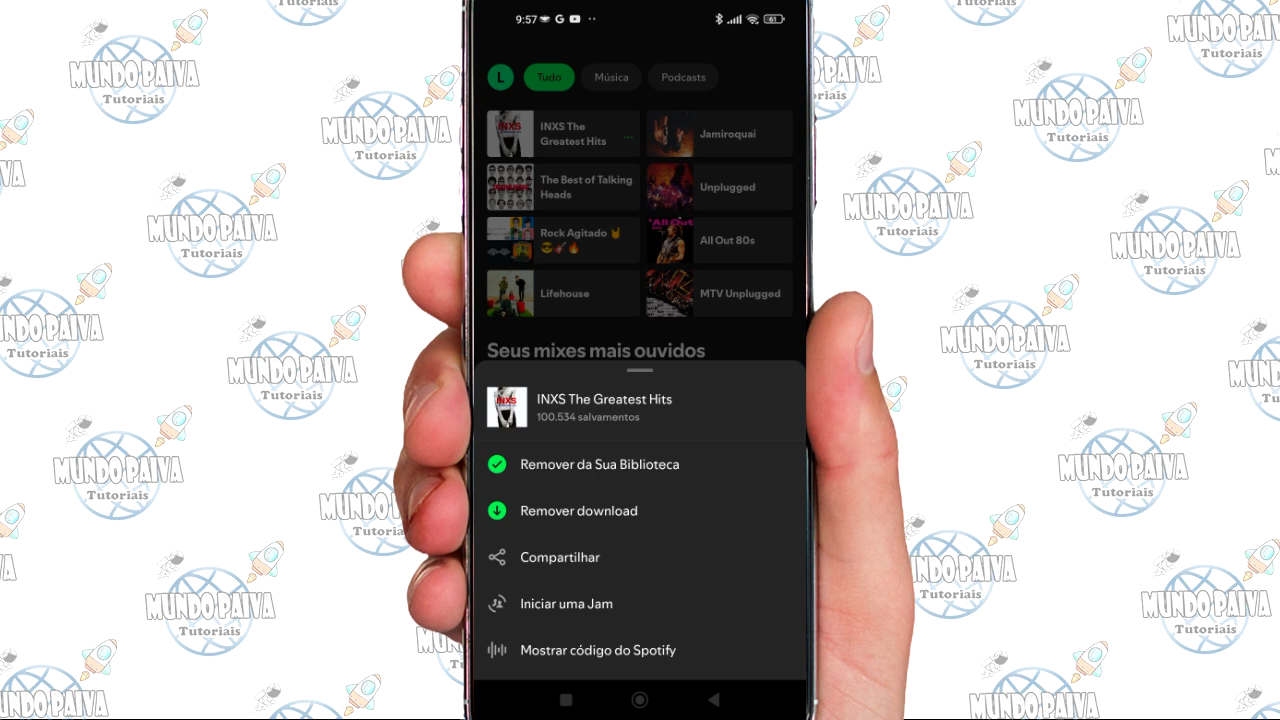 9:57
61
L
Tudo
Música
Podcasts
INXS The
Greatest Hits
Jamiroquai
The Best of Talking
Heads
Unplugged
Rock Agitado 🤘
😎🎸🔥
All Out 80s
Lifehouse
MTV Unplugged
Seus mixes mais ouvidos
INXS
INXS The Greatest Hits
100.534 salvamentos
Remover da Sua Biblioteca
Remover download
Compartilhar
Iniciar uma Jam
Mostrar código do Spotify
MUNDO PAIVA
Tutoriais